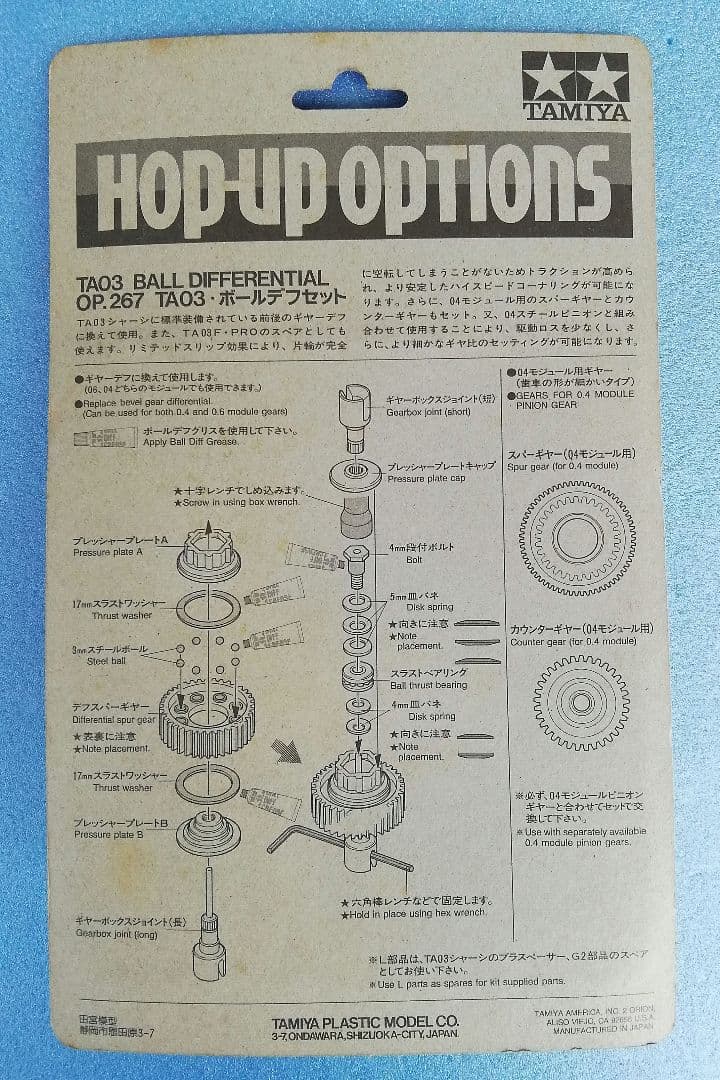 TAMIYA
HOP-UP OPTIONS
TA03 BALL DIFFERENTIAL
OP.267 TA03・ボールデフセット
TA03シャーシに標準装備されている前後のギヤーデフ
に換えて使用。また、TA03F・PROのスペアとしても
使えます。リミテッドスリップ効果により、片輪が完全
に空転してしまうことがないためトラクションが高めら
れ、より安定したハイスピードコーナリングが可能にな
ります。さらに、04モジュール用のスパーギヤーとカウ
ンターギヤーもセット。又、04スチールピニオンと組み
合わせて使用することにより、駆動ロスを少なくし、さ
らに、より細かなギヤ比のセッティングが可能になります。
●ギヤーデフに換えて使用します。
(06、04どちらのモジュールでも使用できます。)
●Replace bevel gear differential.
(Can be used for both 0.4 and 0.6 module gears)
ボールデフグリスを使用して下さい。
Apply Ball Diff Grease.
★十字レンチでしめ込みます。
★Screw in using box wrench.
プレッシャープレートA
Pressure plate A
17mmスラストワッシャー
Thrust washer
3mmスチールボール
Steel ball
デフスパーギヤー
Differential spur gear
★表裏に注意
★Note placement.
17mmスラストワッシャー
Thrust washer
プレッシャープレートB
Pressure plate B
ギヤーボックスジョイント(長)
Gearbox joint (long)
ギヤーボックスジョイント(短)
Gearbox joint (short)
プレッシャープレートキャップ
Pressure plate cap
4mm段付ボルト
Bolt
5mm皿バネ
Disk spring
★向きに注意
★Note
placement.
スラストベアリング
Ball thrust bearing
4mm皿バネ
Disk spring
★向きに注意
★Note
placement.
★六角棒レンチなどで固定します。
★Hold in place using hex wrench.
●04モジュール用ギヤー
(歯車の形が細かいタイプ)
●GEARS FOR 0.4 MODULE
PINION GEAR
スパーギヤー(04モジュール用)
Spur gear (for 0.4 module)
カウンターギヤー(04モジュール用)
Counter gear (for 0.4 module)
※必ず、04モジュールピニオン
ギヤーと合わせてセットで交
換して下さい。
※Use with separately available
0.4 module pinion gears.
※L部品は、TA03シャーシのプラスペーサー、G2部品のスペア
としてお使い下さい。
※Use L parts as spares for kit supplied parts.
田宮模型
静岡市恩田原3-7
TAMIYA PLASTIC MODEL CO.
3-7, ONDAWARA, SHIZUOKA-CITY, JAPAN.
TAMIYA AMERICA, INC. 2 ORION,
ALISO VIEJO, CA 92656 U.S.A.
MANUFACTURED IN JAPAN